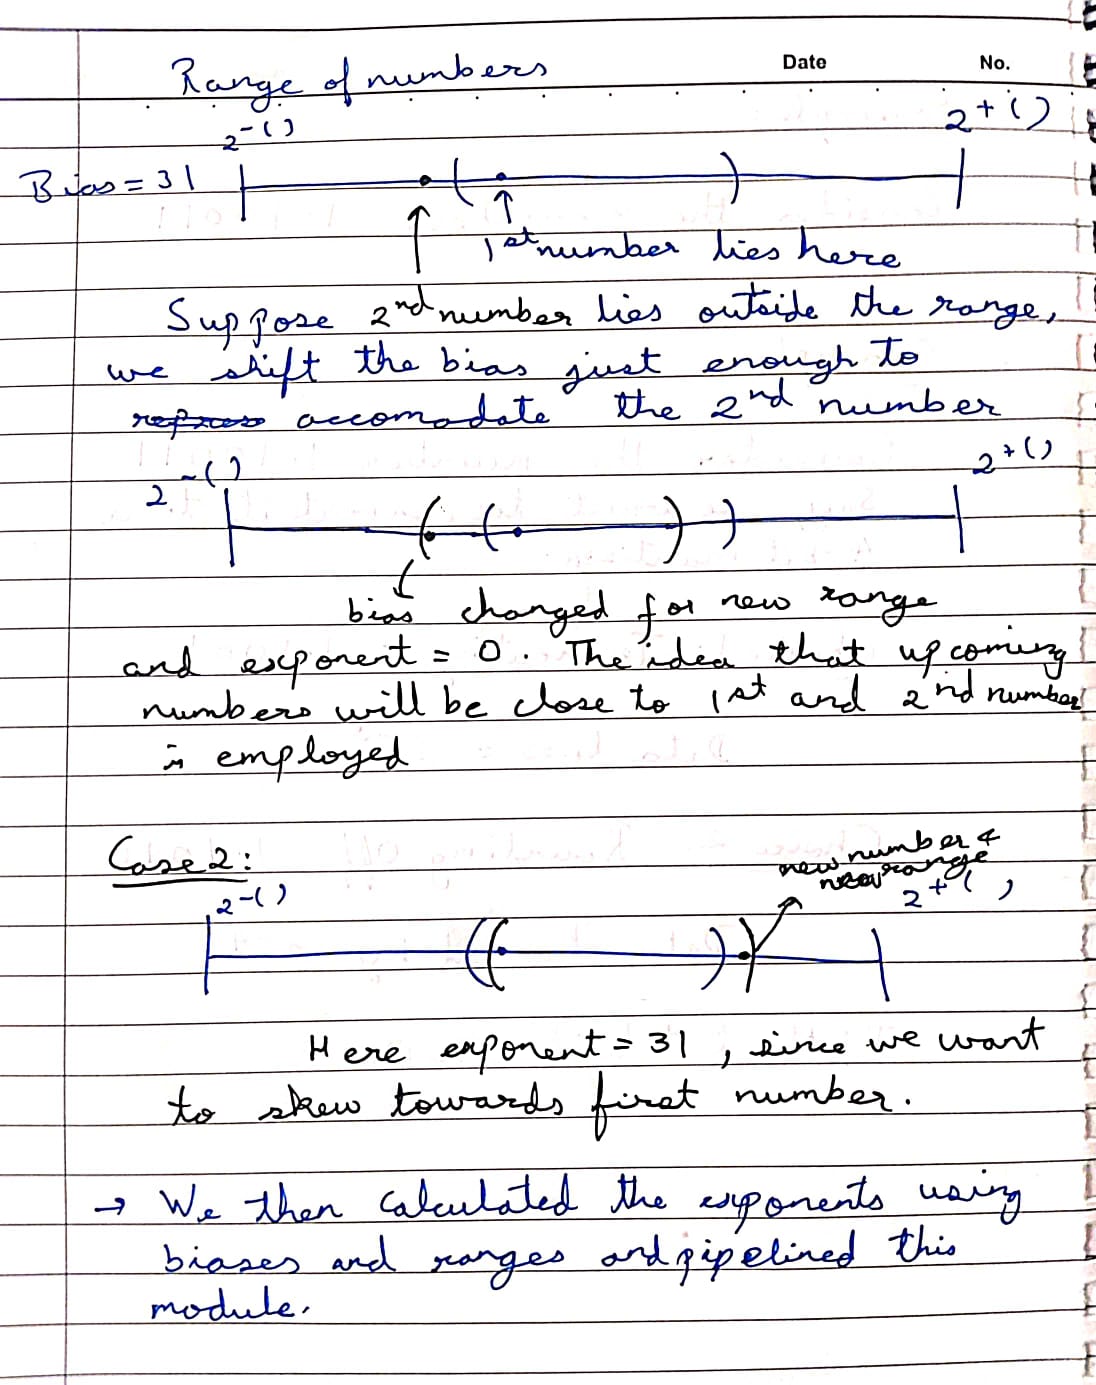 Range of numbers
Date
No.
2^-()
2^+()
Bias = 31
1st number lies here
Suppose 2nd number lies outside the range,
we shift the bias just enough to
accomodate the 2nd number
2^-()
2^+()
bias changed for new range
and exponent = 0. The idea that upcoming
numbers will be close to 1st and 2nd number
is employed
Case 2:
new number &
new range
2^-()
2^+()
Here exponent = 31, since we want
to skew towards first number.
→ We then calculated the exponents using
biases and ranges and pipelined this
module.